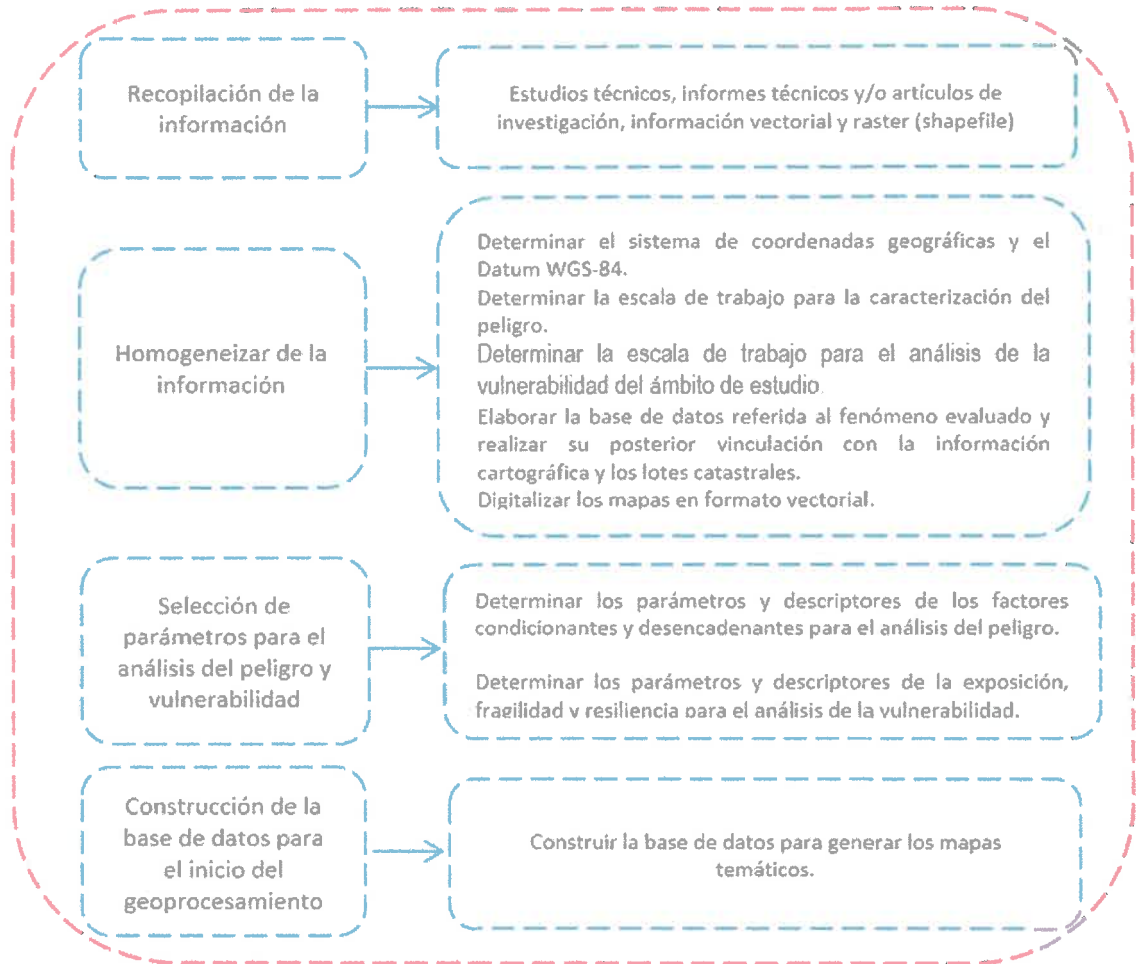 Recopilación de la
información
Estudios técnicos, informes técnicos y/o artículos de
investigación, información vectorial y raster (shapefile)
Homogeneizar de la
información
Determinar el sistema de coordenadas geográficas y el
Datum WGS-84.
Determinar la escala de trabajo para la caracterización del
peligro.
Determinar la escala de trabajo para el análisis de la
vulnerabilidad del ámbito de estudio.
Elaborar la base de datos referida al fenómeno evaluado y
realizar su posterior vinculación con la información
cartográfica y los lotes catastrales.
Digitalizar los mapas en formato vectorial.
Selección de
parámetros para el
análisis del peligro y
vulnerabilidad
Determinar los parámetros y descriptores de los factores
condicionantes y desencadenantes para el análisis del peligro.
Determinar los parámetros y descriptores de la exposición,
fragilidad y resiliencia para el análisis de la vulnerabilidad.
Construcción de la
base de datos para
el inicio del
geoprocesamiento
Construir la base de datos para generar los mapas
temáticos.